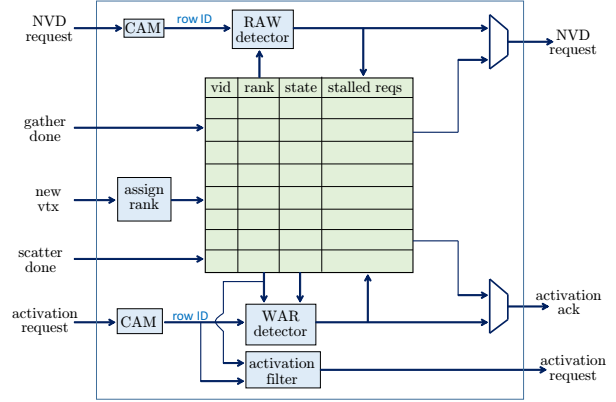 NVD
request
CAM
row ID
RAW
detector
NVD
request
vid rank state stalled reqs
gather
done
new
vtx
assign
rank
scatter
done
activation
request
CAM
row ID
WAR
detector
activation
ack
activation
filter
activation
request